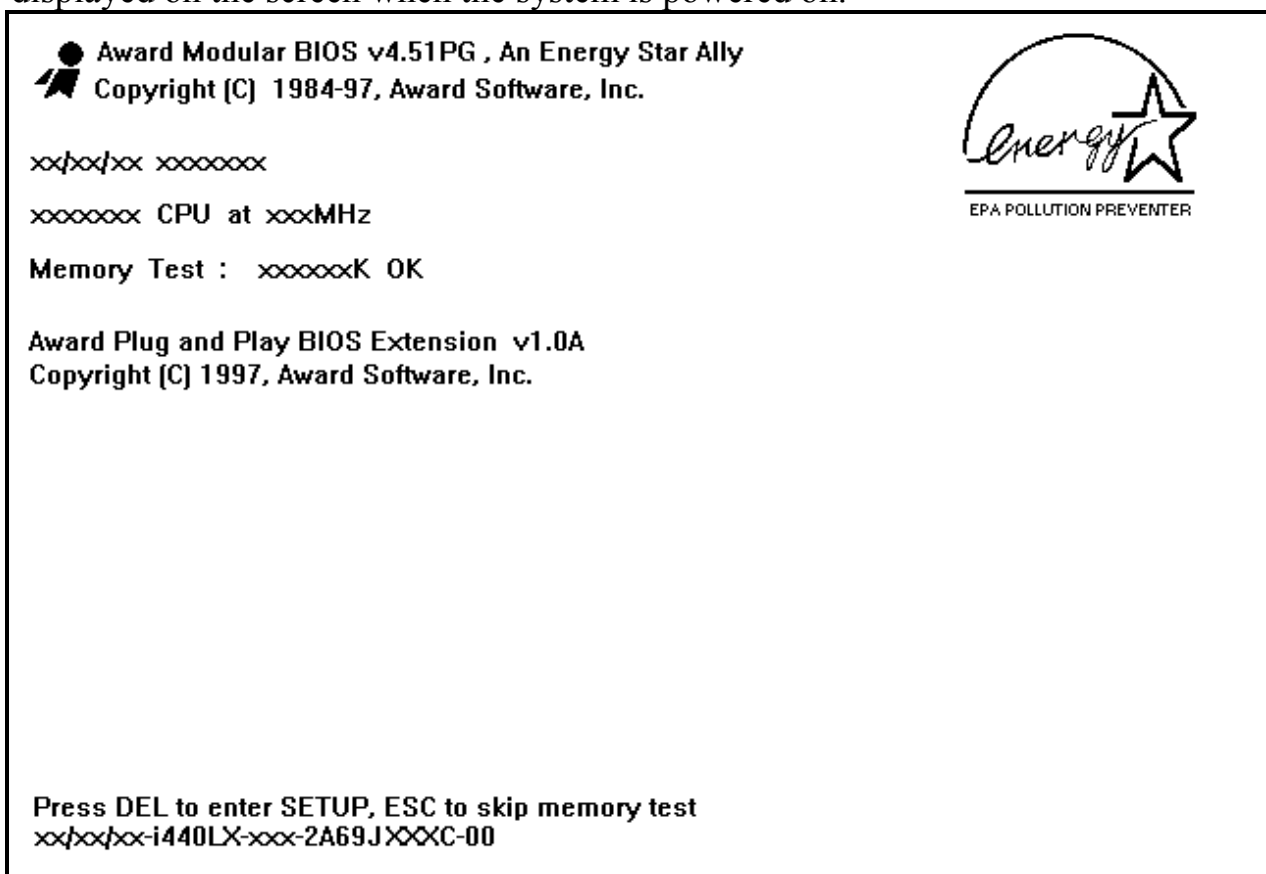 displayed on the screen when the system is powered on.
Award Modular BIOS v4.51PG , An Energy Star Ally
Copyright (C) 1984-97, Award Software, Inc.
energy
EPA POLLUTION PREVENTER
xx/xx/xx xxxxxxx
xxxxxxx CPU at xxxMHz
Memory Test : xxxxxxK OK
Award Plug and Play BIOS Extension v1.0A
Copyright (C) 1997, Award Software, Inc.
Press DEL to enter SETUP, ESC to skip memory test
xx/xx/xx-i440LX-xxx-2A69JXXXC-00